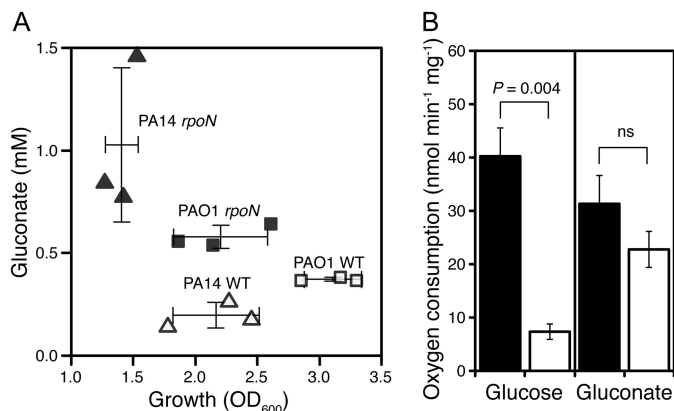 A
1.5
1.0
0.5
0.0
Gluconate (mM)
PA14 rpoN
PAO1 rpoN
PAO1 WT
PA14 WT
1.0
1.5
2.0
2.5
3.0
3.5
Growth (OD600)
B
60
50
40
30
20
10
0
Oxygen consumption (nmol min⁻¹ mg⁻¹)
P = 0.004
ns
Glucose
Gluconate